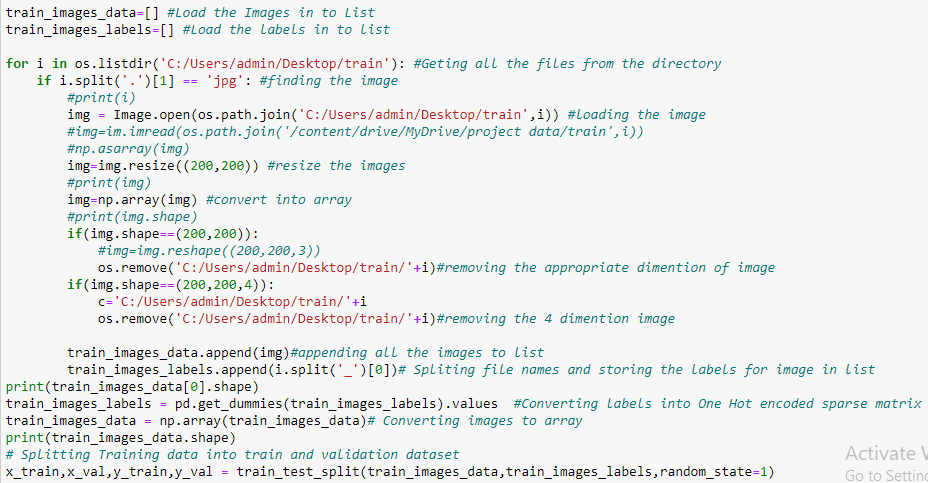 train_images_data=[] #Load the Images in to List
train_images_labels=[] #Load the labels in to list
for i in os.listdir('C:/Users/admin/Desktop/train'): #Geting all the files from the directory
    if i.split('.')[1] == 'jpg': #finding the image
        #print(i)
        img = Image.open(os.path.join('C:/Users/admin/Desktop/train',i)) #loading the image
        #img=im.imread(os.path.join('/content/drive/MyDrive/project data/train',i))
        #np.asarray(img)
        img=img.resize((200,200)) #resize the images
        #print(img)
        img=np.array(img) #convert into array
        #print(img.shape)
        if(img.shape==(200,200)):
            #img=img.reshape((200,200,3))
            os.remove('C:/Users/admin/Desktop/train/'+i)#removing the appropriate dimention of image
        if(img.shape==(200,200,4)):
            c='C:/Users/admin/Desktop/train/'+i
            os.remove('C:/Users/admin/Desktop/train/'+i)#removing the 4 dimention image
        train_images_data.append(img)#appending all the images to list
        train_images_labels.append(i.split('_')[0])# Spliting file names and storing the labels for image in list
print(train_images_data[0].shape)
train_images_labels = pd.get_dummies(train_images_labels).values  #Converting labels into One Hot encoded sparse matrix
train_images_data = np.array(train_images_data)# Converting images to array
print(train_images_data.shape)
# Splitting Training data into train and validation dataset
x_train,x_val,y_train,y_val = train_test_split(train_images_data,train_images_labels,random_state=1)
Activate
Go to Settin